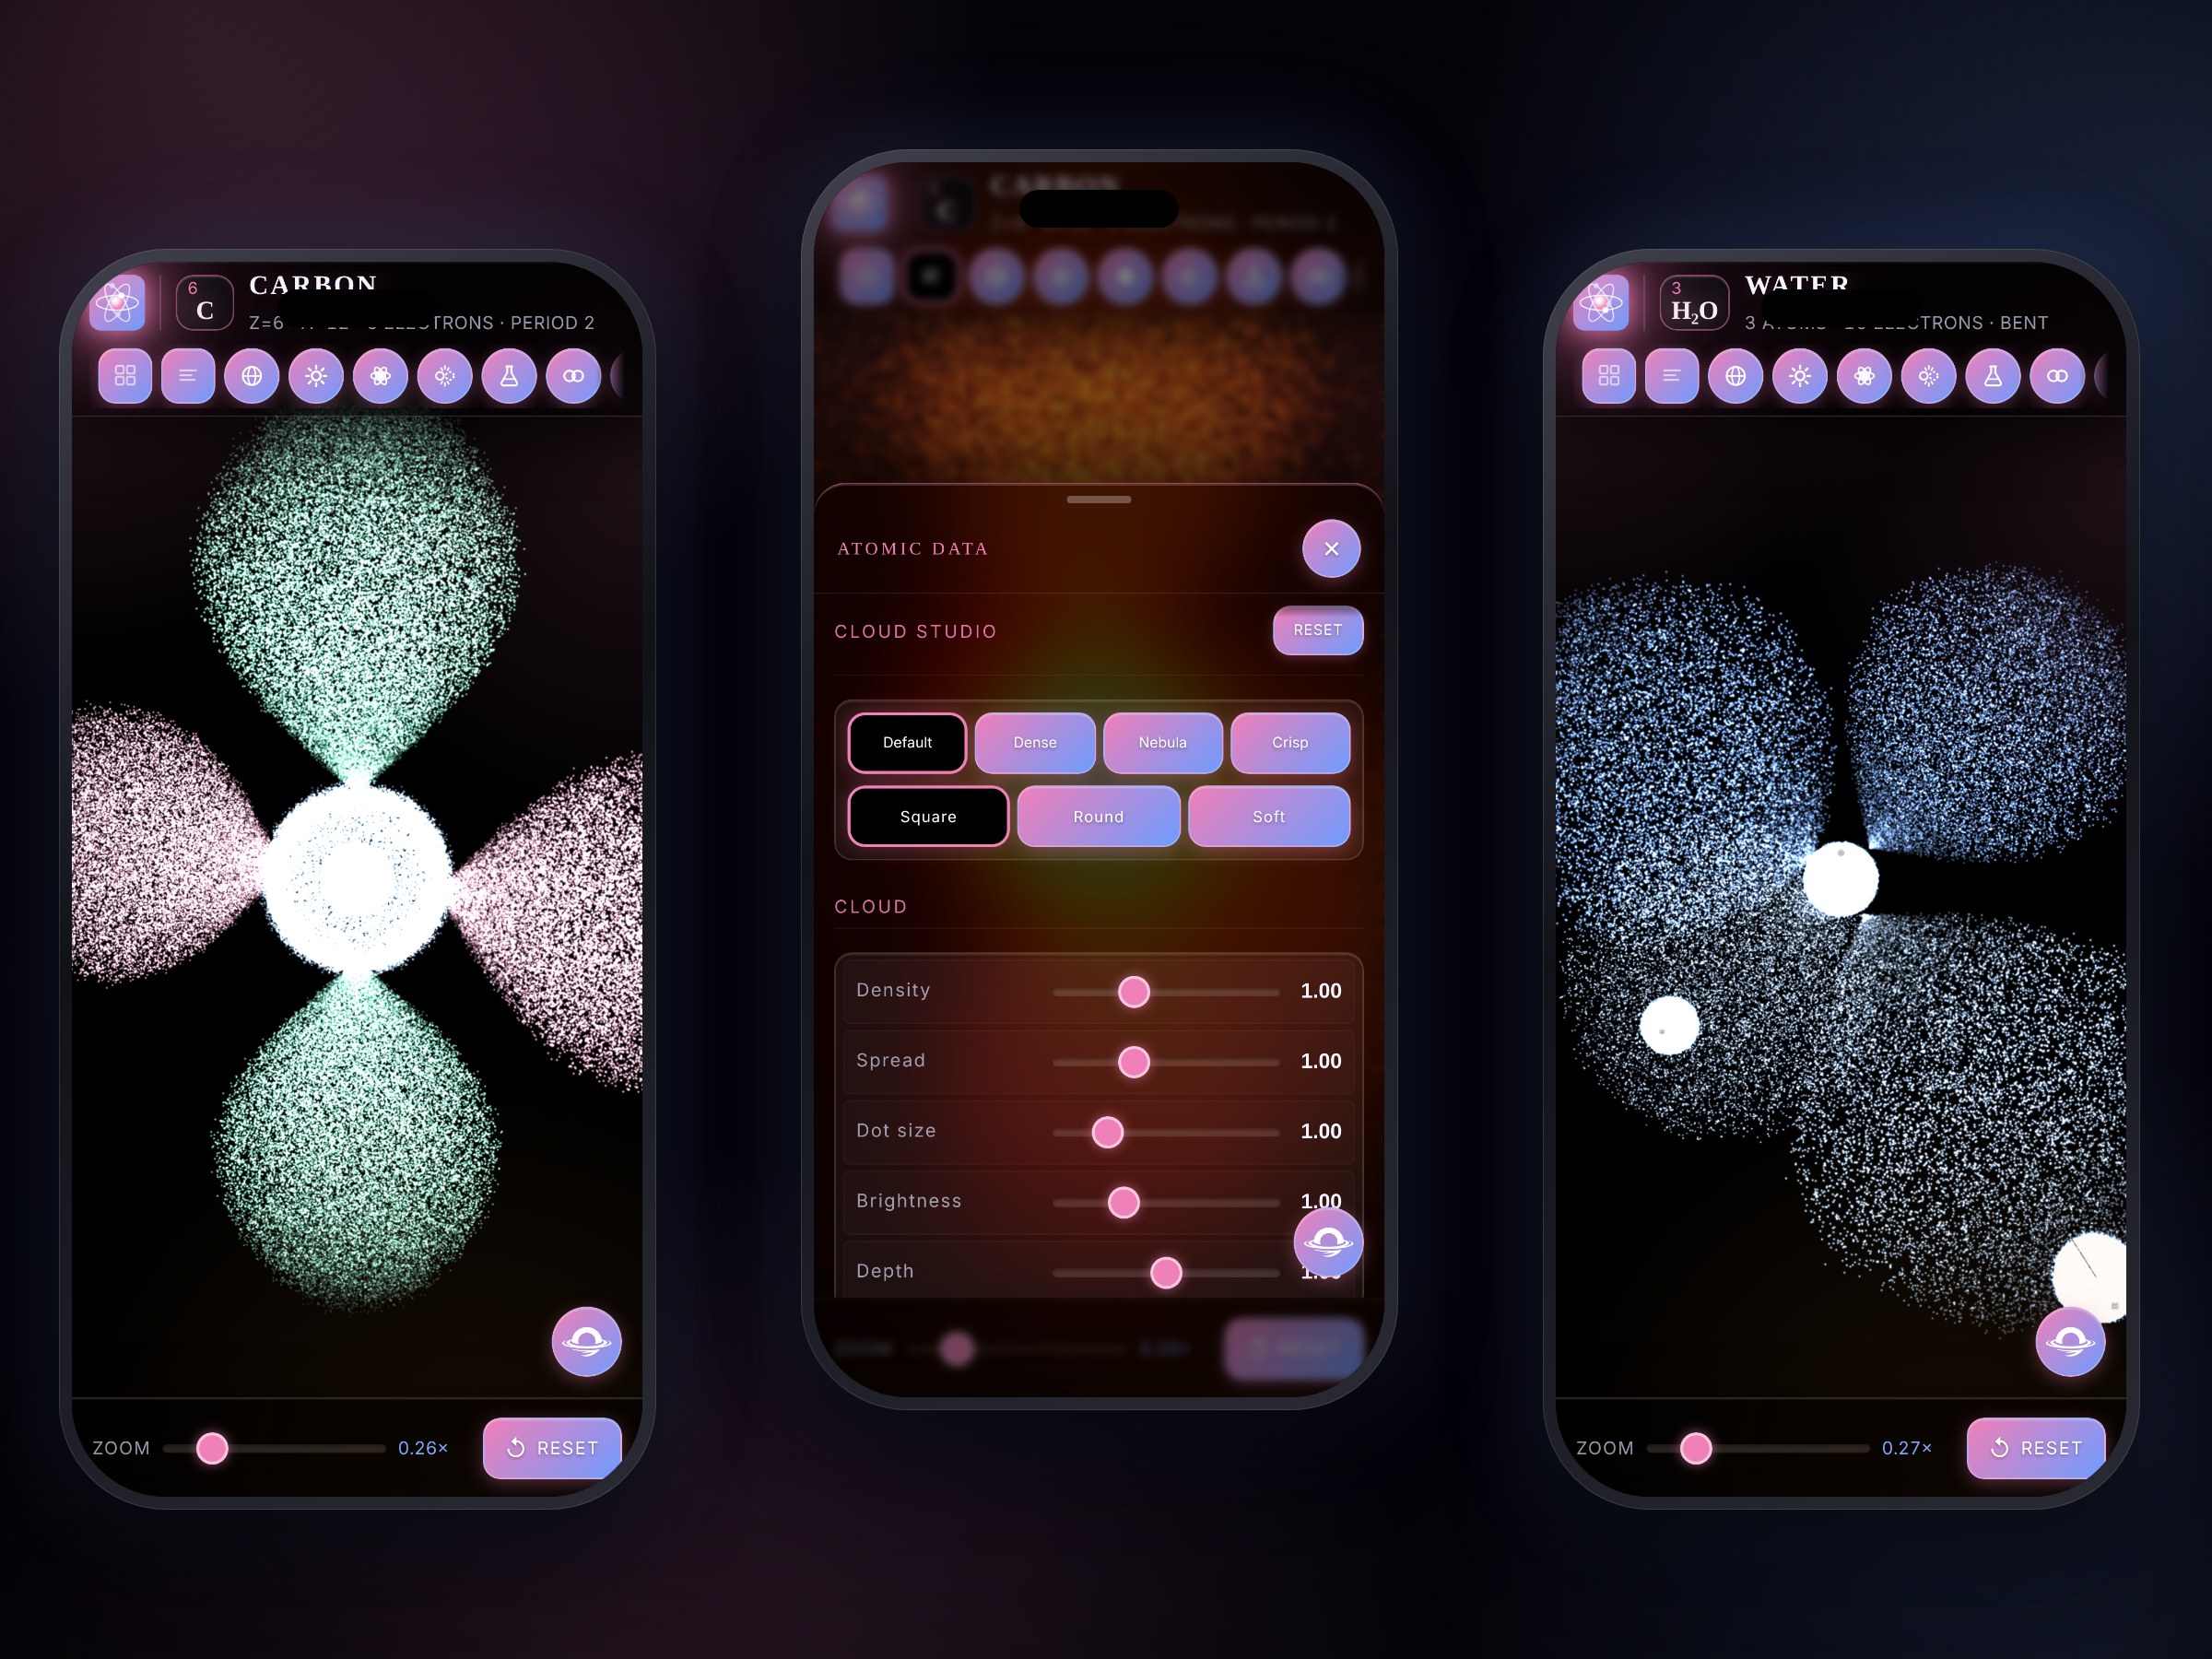 6
C
CARBON
Z=6
TRONS · PERIOD 2
ZOOM
0.26×
RESET
CARBON
C
ATOMIC DATA
CLOUD STUDIO
RESET
Default
Dense
Nebula
Crisp
Square
Round
Soft
CLOUD
Density
1.00
Spread
1.00
Dot size
1.00
Brightness
1.00
Depth
3
H₂O
WATER
3
TRONS · BENT
ZOOM
0.27×
RESET